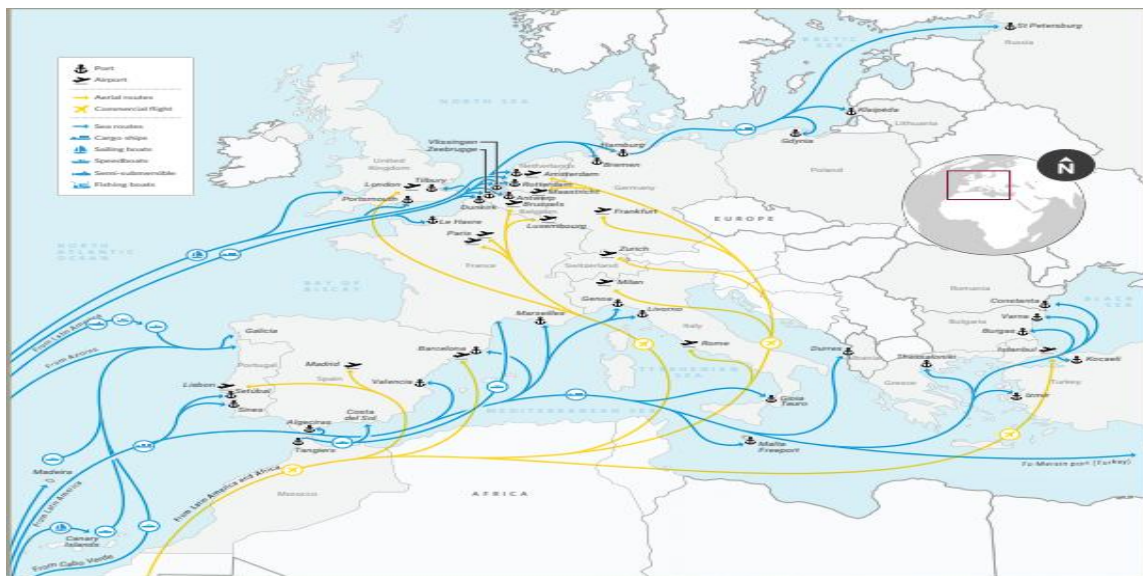 Port
Airport
Aerial routes
Commercial flight
Sea routes
Cargo ships
Sailing boats
Speedboats
Semi-submersible
Fishing boats
NORTH SEA
BALTIC
SEA
St Petersburg
Russia
Klaipėda
Lithuania
Gdynia
Poland
Hamburg
Bremen
Germany
Vlissingen
Zeebrugge
Netherlands
Amsterdam
Rotterdam
Maastricht
Antwerp
Brussels
Belgium
Luxembourg
Dunkirk
United
Kingdom
London
Tilbury
Portsmouth
Le Havre
Paris
France
Frankfurt
Zurich
Switzerland
Milan
Genoa
Livorno
Italy
Rome
Marseilles
EUROPE
N
NORTH
ATLANTIC
OCEAN
BAY OF
BISCAY
From Latin America
From Azores
Galicia
Portugal
Lisbon
Setúbal
Sines
Madrid
Spain
Barcelona
Valencia
Costa
del Sol
Algeciras
Tangiers
Morocco
Madeira
From Latin America
Canary
Islands
From Cabo Verde
From Latin America and Africa
AFRICA
MEDITERRANEAN SEA
TYRRHENIAN
SEA
Gioia
Tauro
Malta
Freeport
Durres
Albania
Thessaloniki
Greece
Romania
Constanta
Bulgaria
Varna
Burgas
BLACK
SEA
Istanbul
Kocaeli
Turkey
Izmir
To Mersin port (Turkey)